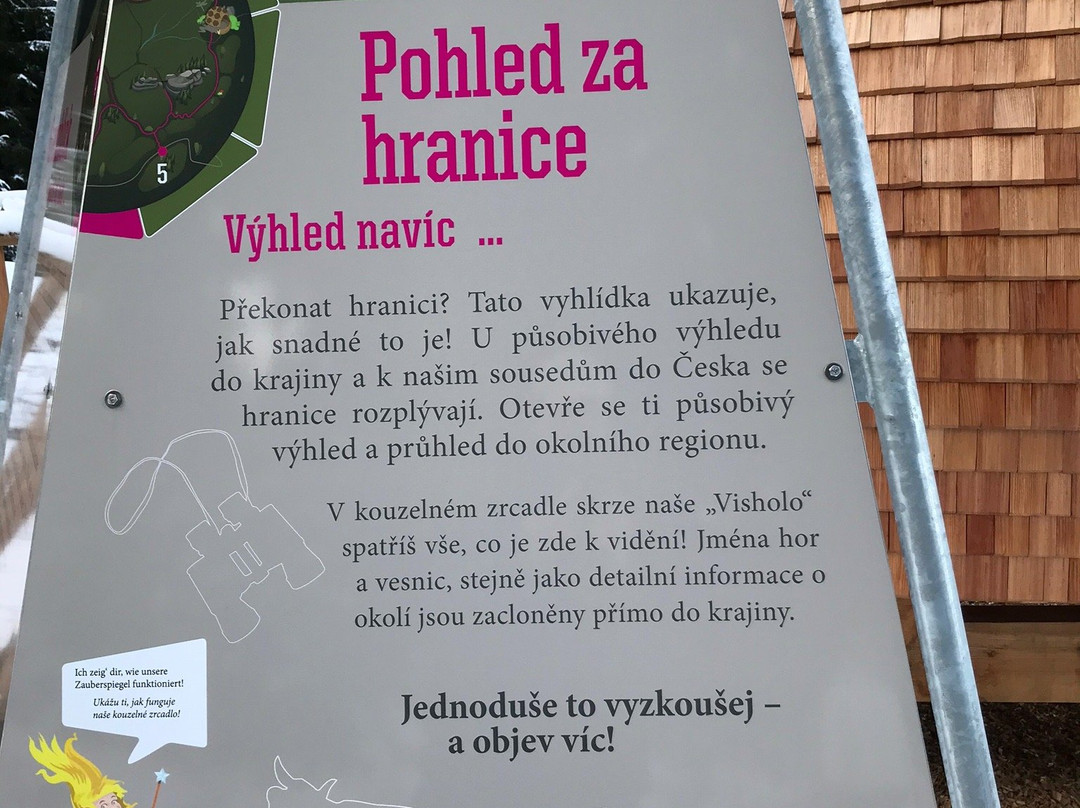 5
Pohled za
hranice
Výhled navíc ...
Překonat hranici? Tato vyhlídka ukazuje,
jak snadné to je! U působivého výhledu
do krajiny a k našim sousedům do Česka se
hranice rozplývají. Otevře se ti působivý
výhled a průhled do okolního regionu.
V kouzelném zrcadle skrze naše „Visholo“
spatříš vše, co je zde k vidění! Jména hor
a vesnic, stejně jako detailní informace o
okolí jsou zacloněny přímo do krajiny.
Ich zeig' dir, wie unsere
Zauberspiegel funktioniert!
Ukážu ti, jak funguje
naše kouzelné zrcadlo!
Jednoduše to vyzkoušej –
a objev víc!